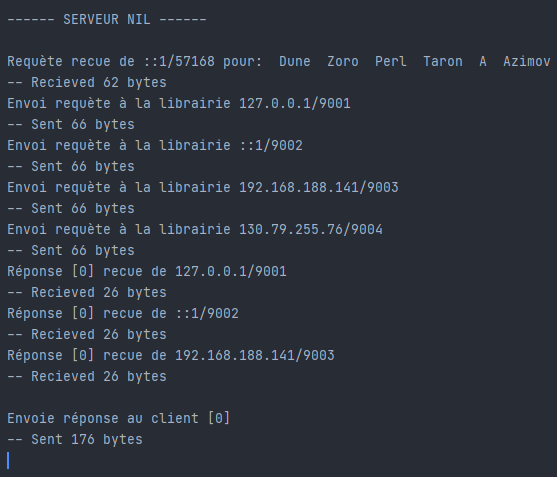 ------ SERVEUR NIL ------
Requète recue de ::1/57168 pour:  Dune  Zoro  Perl  Taron  A  Azimov
-- Recieved 62 bytes
Envoi requète à la librairie 127.0.0.1/9001
-- Sent 66 bytes
Envoi requète à la librairie ::1/9002
-- Sent 66 bytes
Envoi requète à la librairie 192.168.188.141/9003
-- Sent 66 bytes
Envoi requète à la librairie 130.79.255.76/9004
-- Sent 66 bytes
Réponse [0] recue de 127.0.0.1/9001
-- Recieved 26 bytes
Réponse [0] recue de ::1/9002
-- Recieved 26 bytes
Réponse [0] recue de 192.168.188.141/9003
-- Recieved 26 bytes
Envoie réponse au client [0]
-- Sent 176 bytes